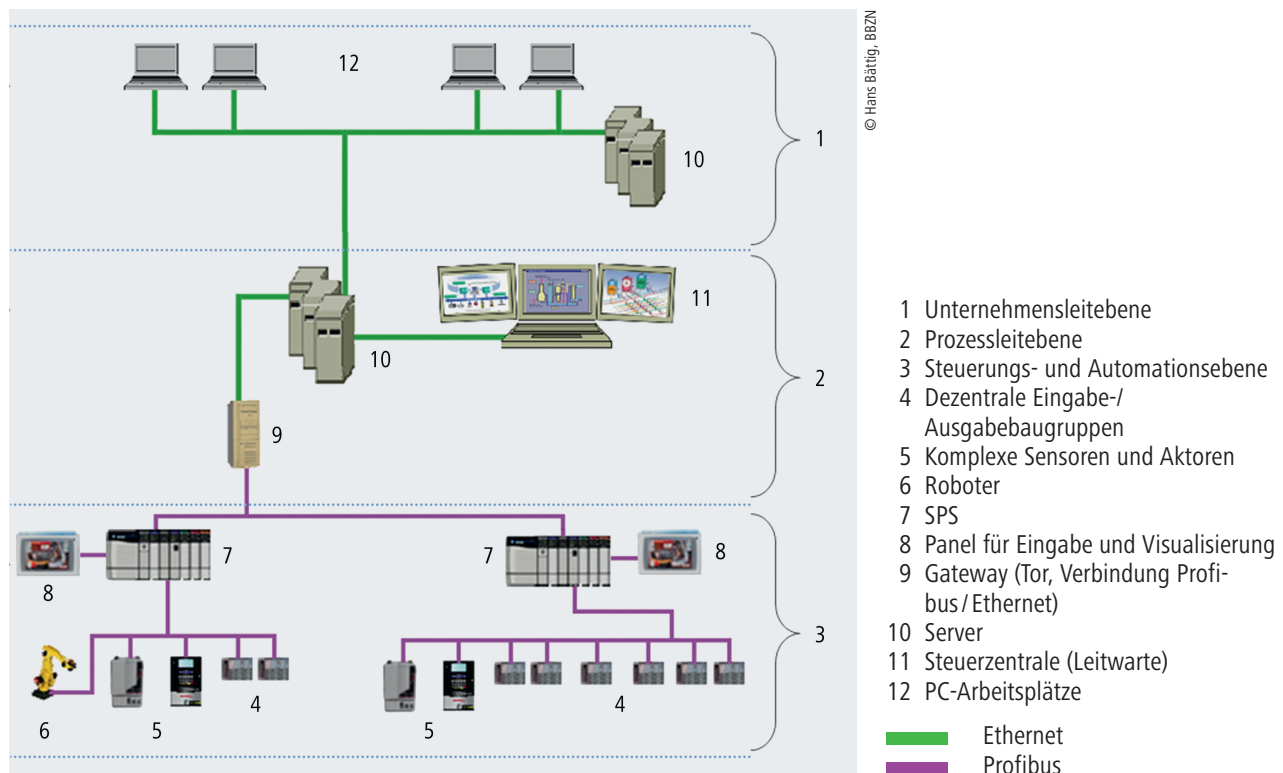 © Hans Bättig, BBZN
12
10
1
11
10
9
2
7
8
7
8
6
5
4
5
4
3
1 Unternehmensleitebene
2 Prozessleitebene
3 Steuerungs- und Automationsebene
4 Dezentrale Eingabe-/
Ausgabebaugruppen
5 Komplexe Sensoren und Aktoren
6 Roboter
7 SPS
8 Panel für Eingabe und Visualisierung
9 Gateway (Tor, Verbindung Profi-
bus / Ethernet)
10 Server
11 Steuerzentrale (Leitwarte)
12 PC-Arbeitsplätze
Ethernet
Profibus